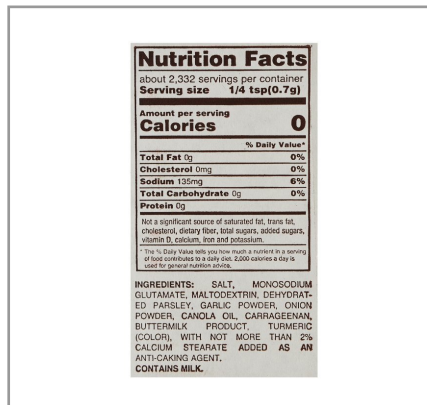 Nutrition Facts
about 2,332 servings per container
Serving size 1/4 tsp(0.7g)
Amount per serving
Calories 0
% Daily Value*
Total Fat 0g 0%
Cholesterol 0mg 0%
Sodium 135mg 6%
Total Carbohydrate 0g 0%
Protein 0g
Not a significant source of saturated fat, trans fat,
cholesterol, dietary fiber, total sugars, added sugars,
vitamin D, calcium, iron and potassium.
* The % Daily Value tells you how much a nutrient in a serving
of food contributes to a daily diet. 2,000 calories a day is
used for general nutrition advice.
INGREDIENTS: SALT, MONOSODIUM
GLUTAMATE, MALTODEXTRIN, DEHYDRAT-
ED PARSLEY, GARLIC POWDER, ONION
POWDER, CANOLA OIL, CARRAGEENAN,
BUTTERMILK PRODUCT, TURMERIC
(COLOR), WITH NOT MORE THAN 2%
CALCIUM STEARATE ADDED AS AN
ANTI-CAKING AGENT.
CONTAINS MILK.